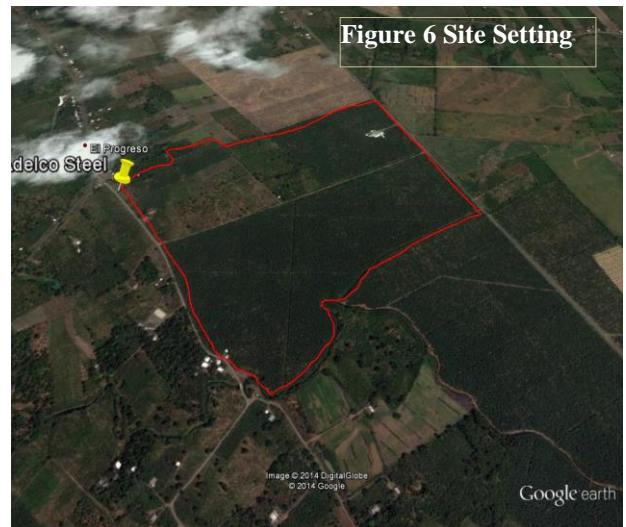 Figure 6 Site Setting
El Progreso
Adelco Steel
Image © 2014 DigitalGlobe
© 2014 Google
Google earth